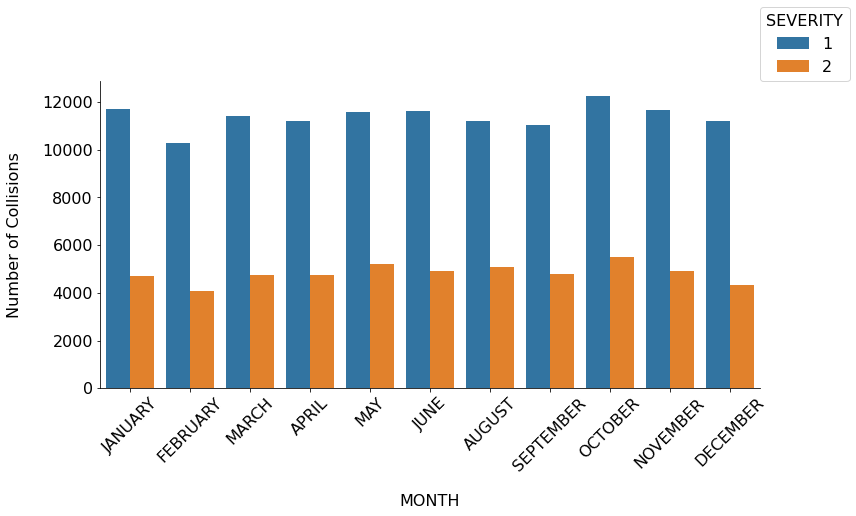 SEVERITY
1
2
12000
10000
8000
6000
4000
2000
0
Number of Collisions
JANUARY
FEBRUARY
MARCH
APRIL
MAY
JUNE
AUGUST
SEPTEMBER
OCTOBER
NOVEMBER
DECEMBER
MONTH